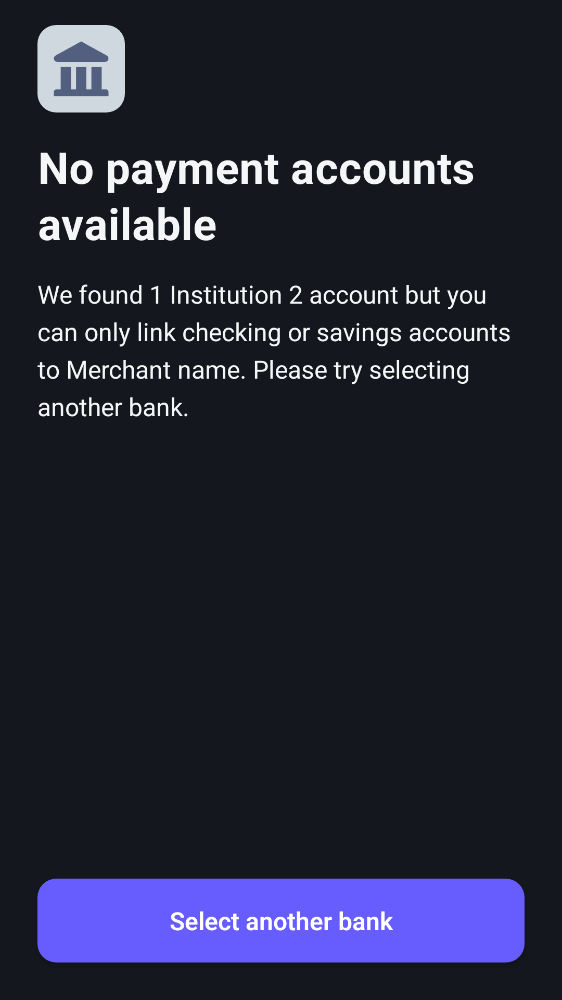 No payment accounts
available
We found 1 Institution 2 account but you
can only link checking or savings accounts
to Merchant name. Please try selecting
another bank.
Select another bank